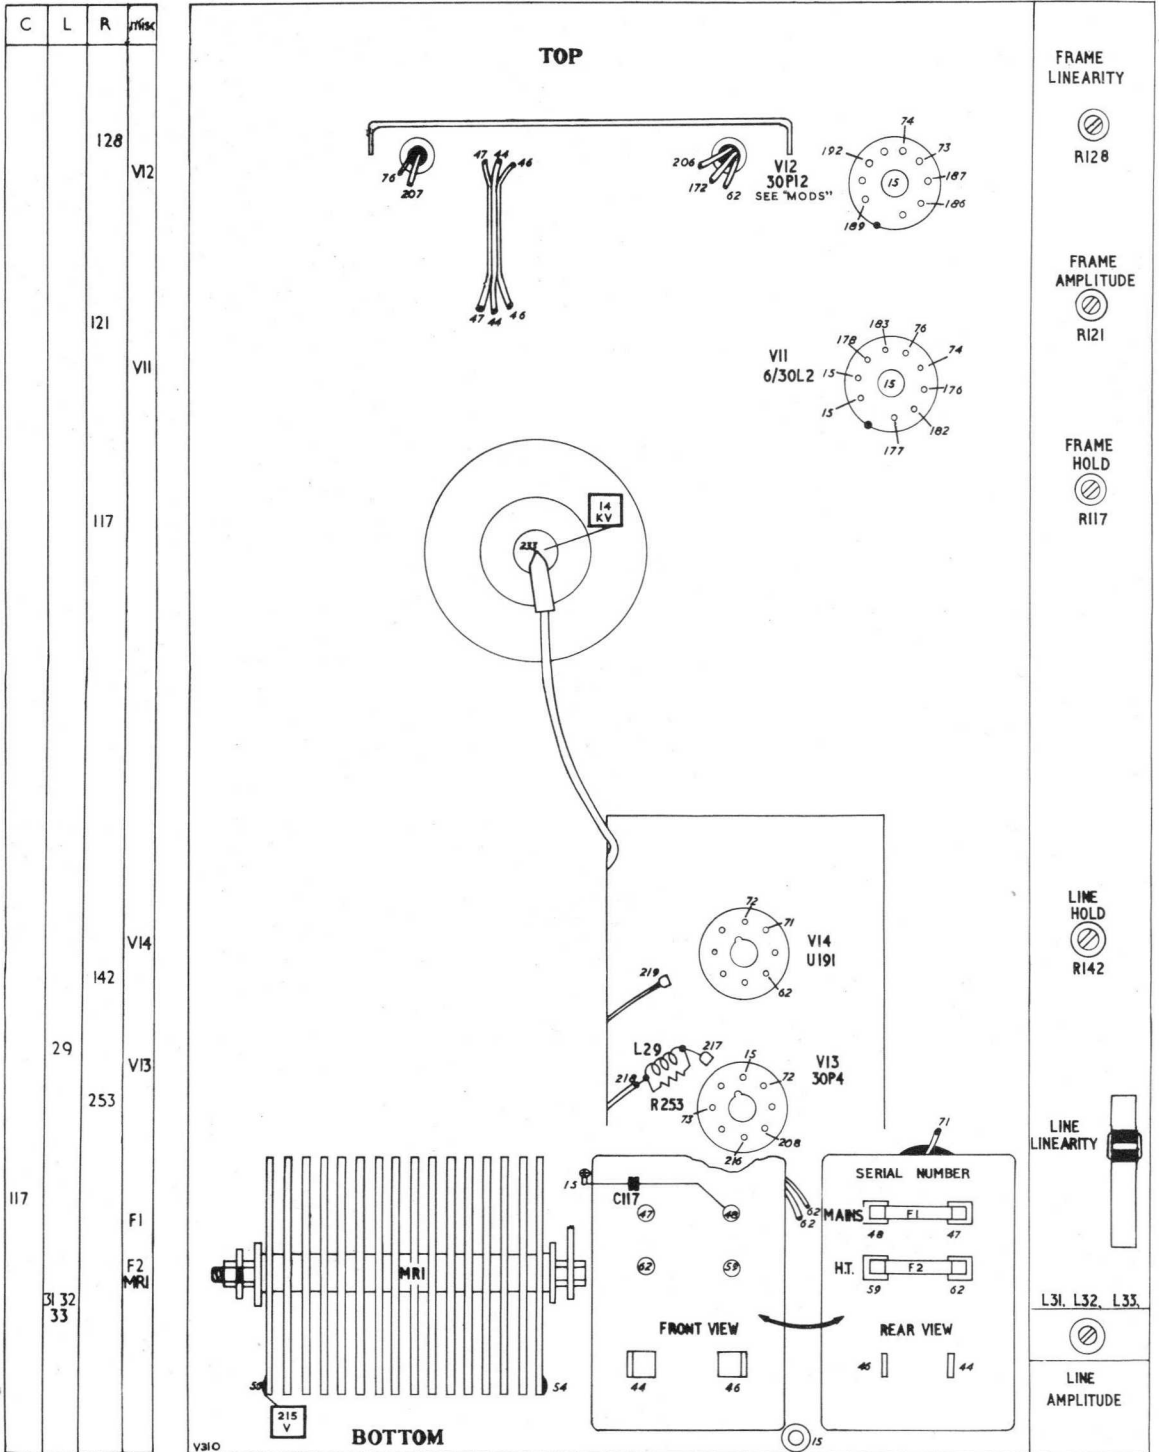 C L R MISC
TOP
FRAME
LINEARITY
R128
128
V12
76
207
47 44 46
206
172
62
V12
30P12
SEE "MODS"
74
192
73
187
186
189
15
47 44 46
FRAME
AMPLITUDE
R121
121
V11
V11
6/30L2
183
76
178
74
15
176
15
182
177
15
FRAME
HOLD
R117
117
14
KV
233
LINE
HOLD
R142
V14
142
72
71
V14
U191
62
219
29
V13
253
L29
217
218
R253
15
V13
30P4
72
73
208
216
LINE
LINEARITY
71
117
F1
F2
MR1
31 32
33
MR1
55
54
215
V
15
C117
47
48
62
59
62
62
FRONT VIEW
44
46
SERIAL NUMBER
MAINS
F1
48
47
H.T.
F2
59
62
REAR VIEW
46
44
L31, L32, L33,
LINE
AMPLITUDE
15
V310
BOTTOM